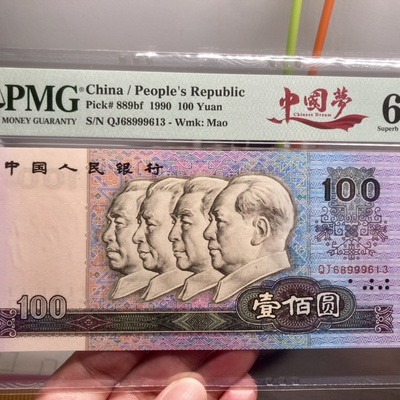 PMG
MONEY GUARANTY
China / People's Republic
Pick# 889bf 1990 100 Yuan
S/N QJ68999613 - Wmk: Mao
中國夢
Chinese Dream
6
Superb
中国人民银行
100
QJ68999613
100
壹佰圆